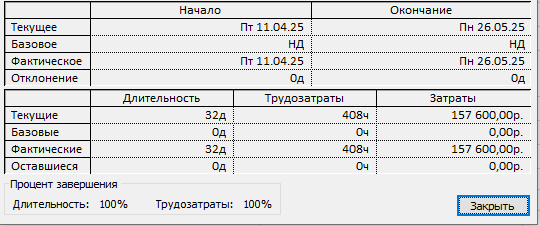 Начало Окончание
Текущее Пт 11.04.25 Пн 26.05.25
Базовое НД НД
Фактическое Пт 11.04.25 Пн 26.05.25
Отклонение 0д 0д
Длительность Трудозатраты Затраты
Текущие 32д 408ч 157 600,00р.
Базовые 0д 0ч 0,00р.
Фактические 32д 408ч 157 600,00р.
Оставшиеся 0д 0ч 0,00р.
Процент завершения
Длительность: 100% Трудозатраты: 100% Закрыть